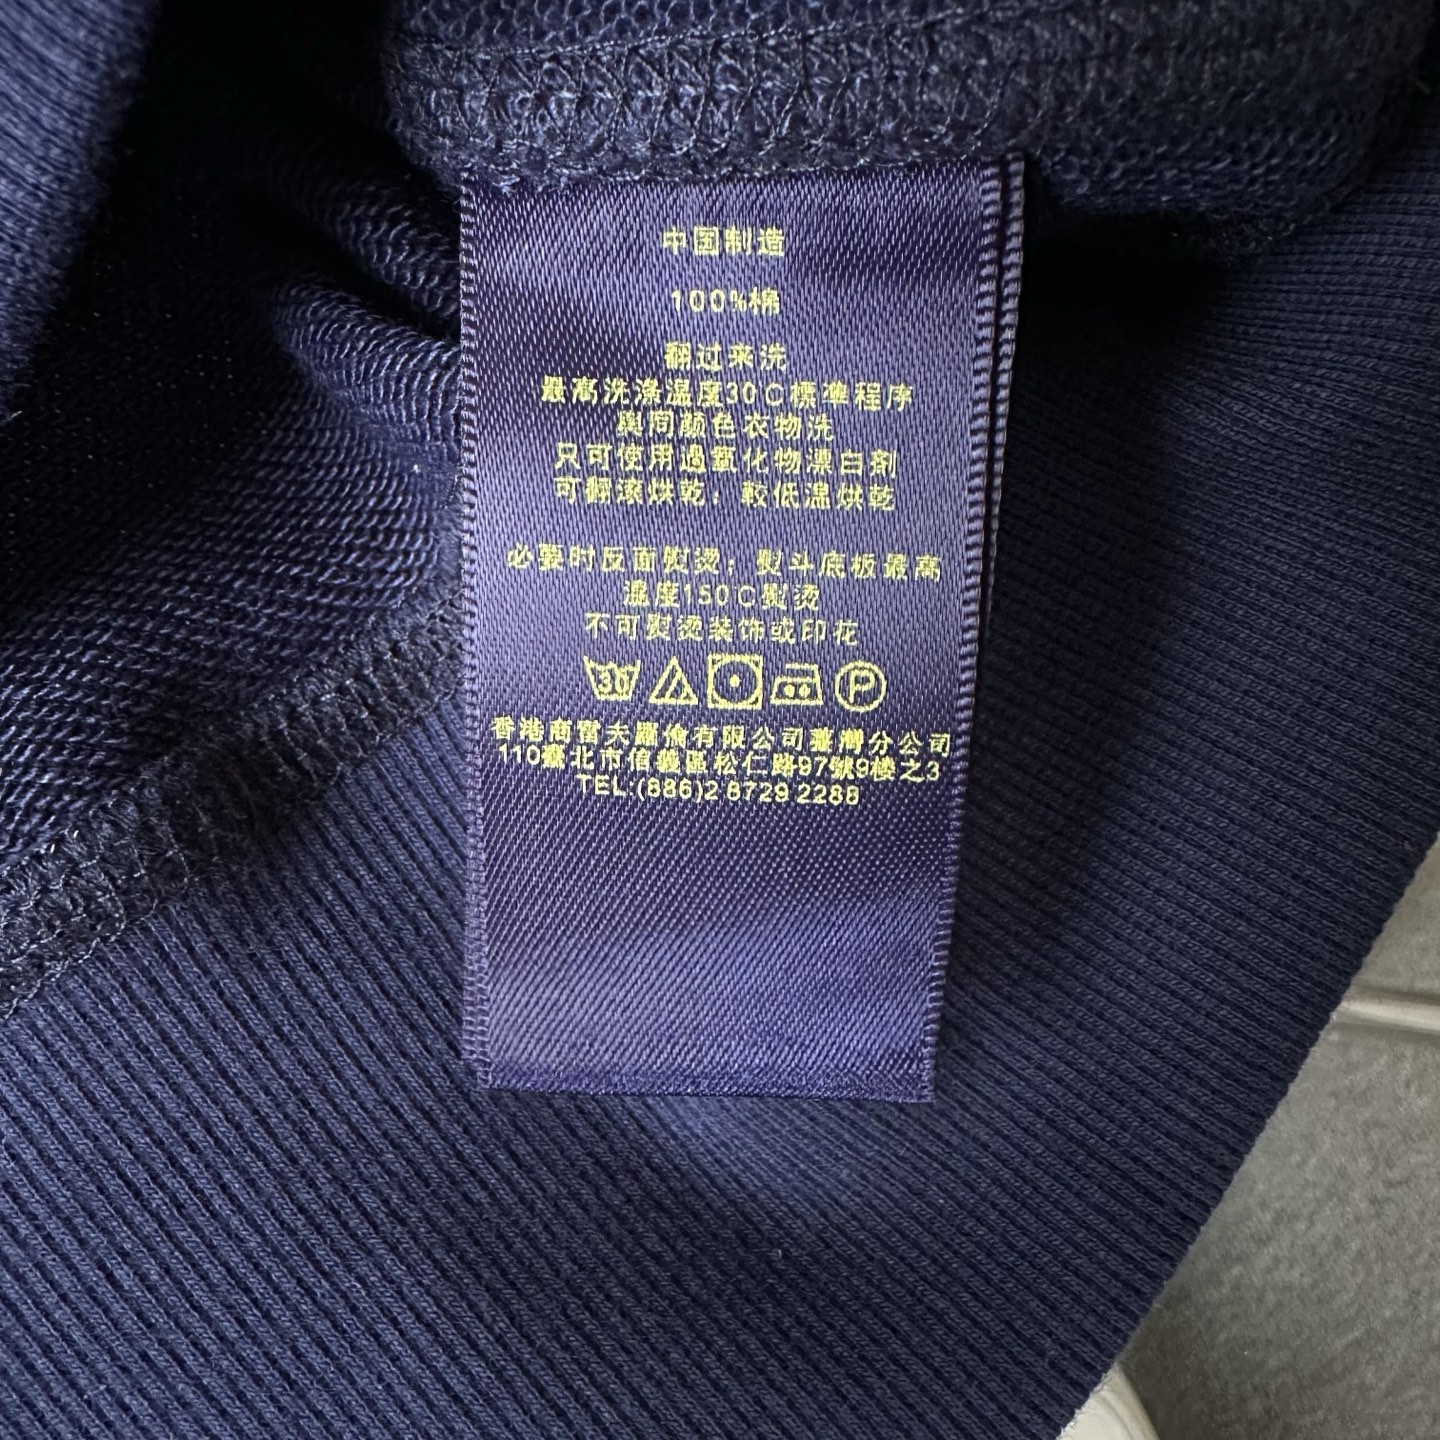 中国制造
100%棉
翻过来洗
最高洗涤温度30C標準程序
與同颜色衣物洗
只可使用過氧化物漂白劑
可翻滚烘乾；較低温烘乾
必要时反面熨烫；熨斗底板最高
温度150C熨烫
不可熨烫装饰或印花
30
P
香港商雷夫羅倫有限公司臺灣分公司
110臺北市信義區松仁路97號9楼之3
TEL:(886)2 8729 2288